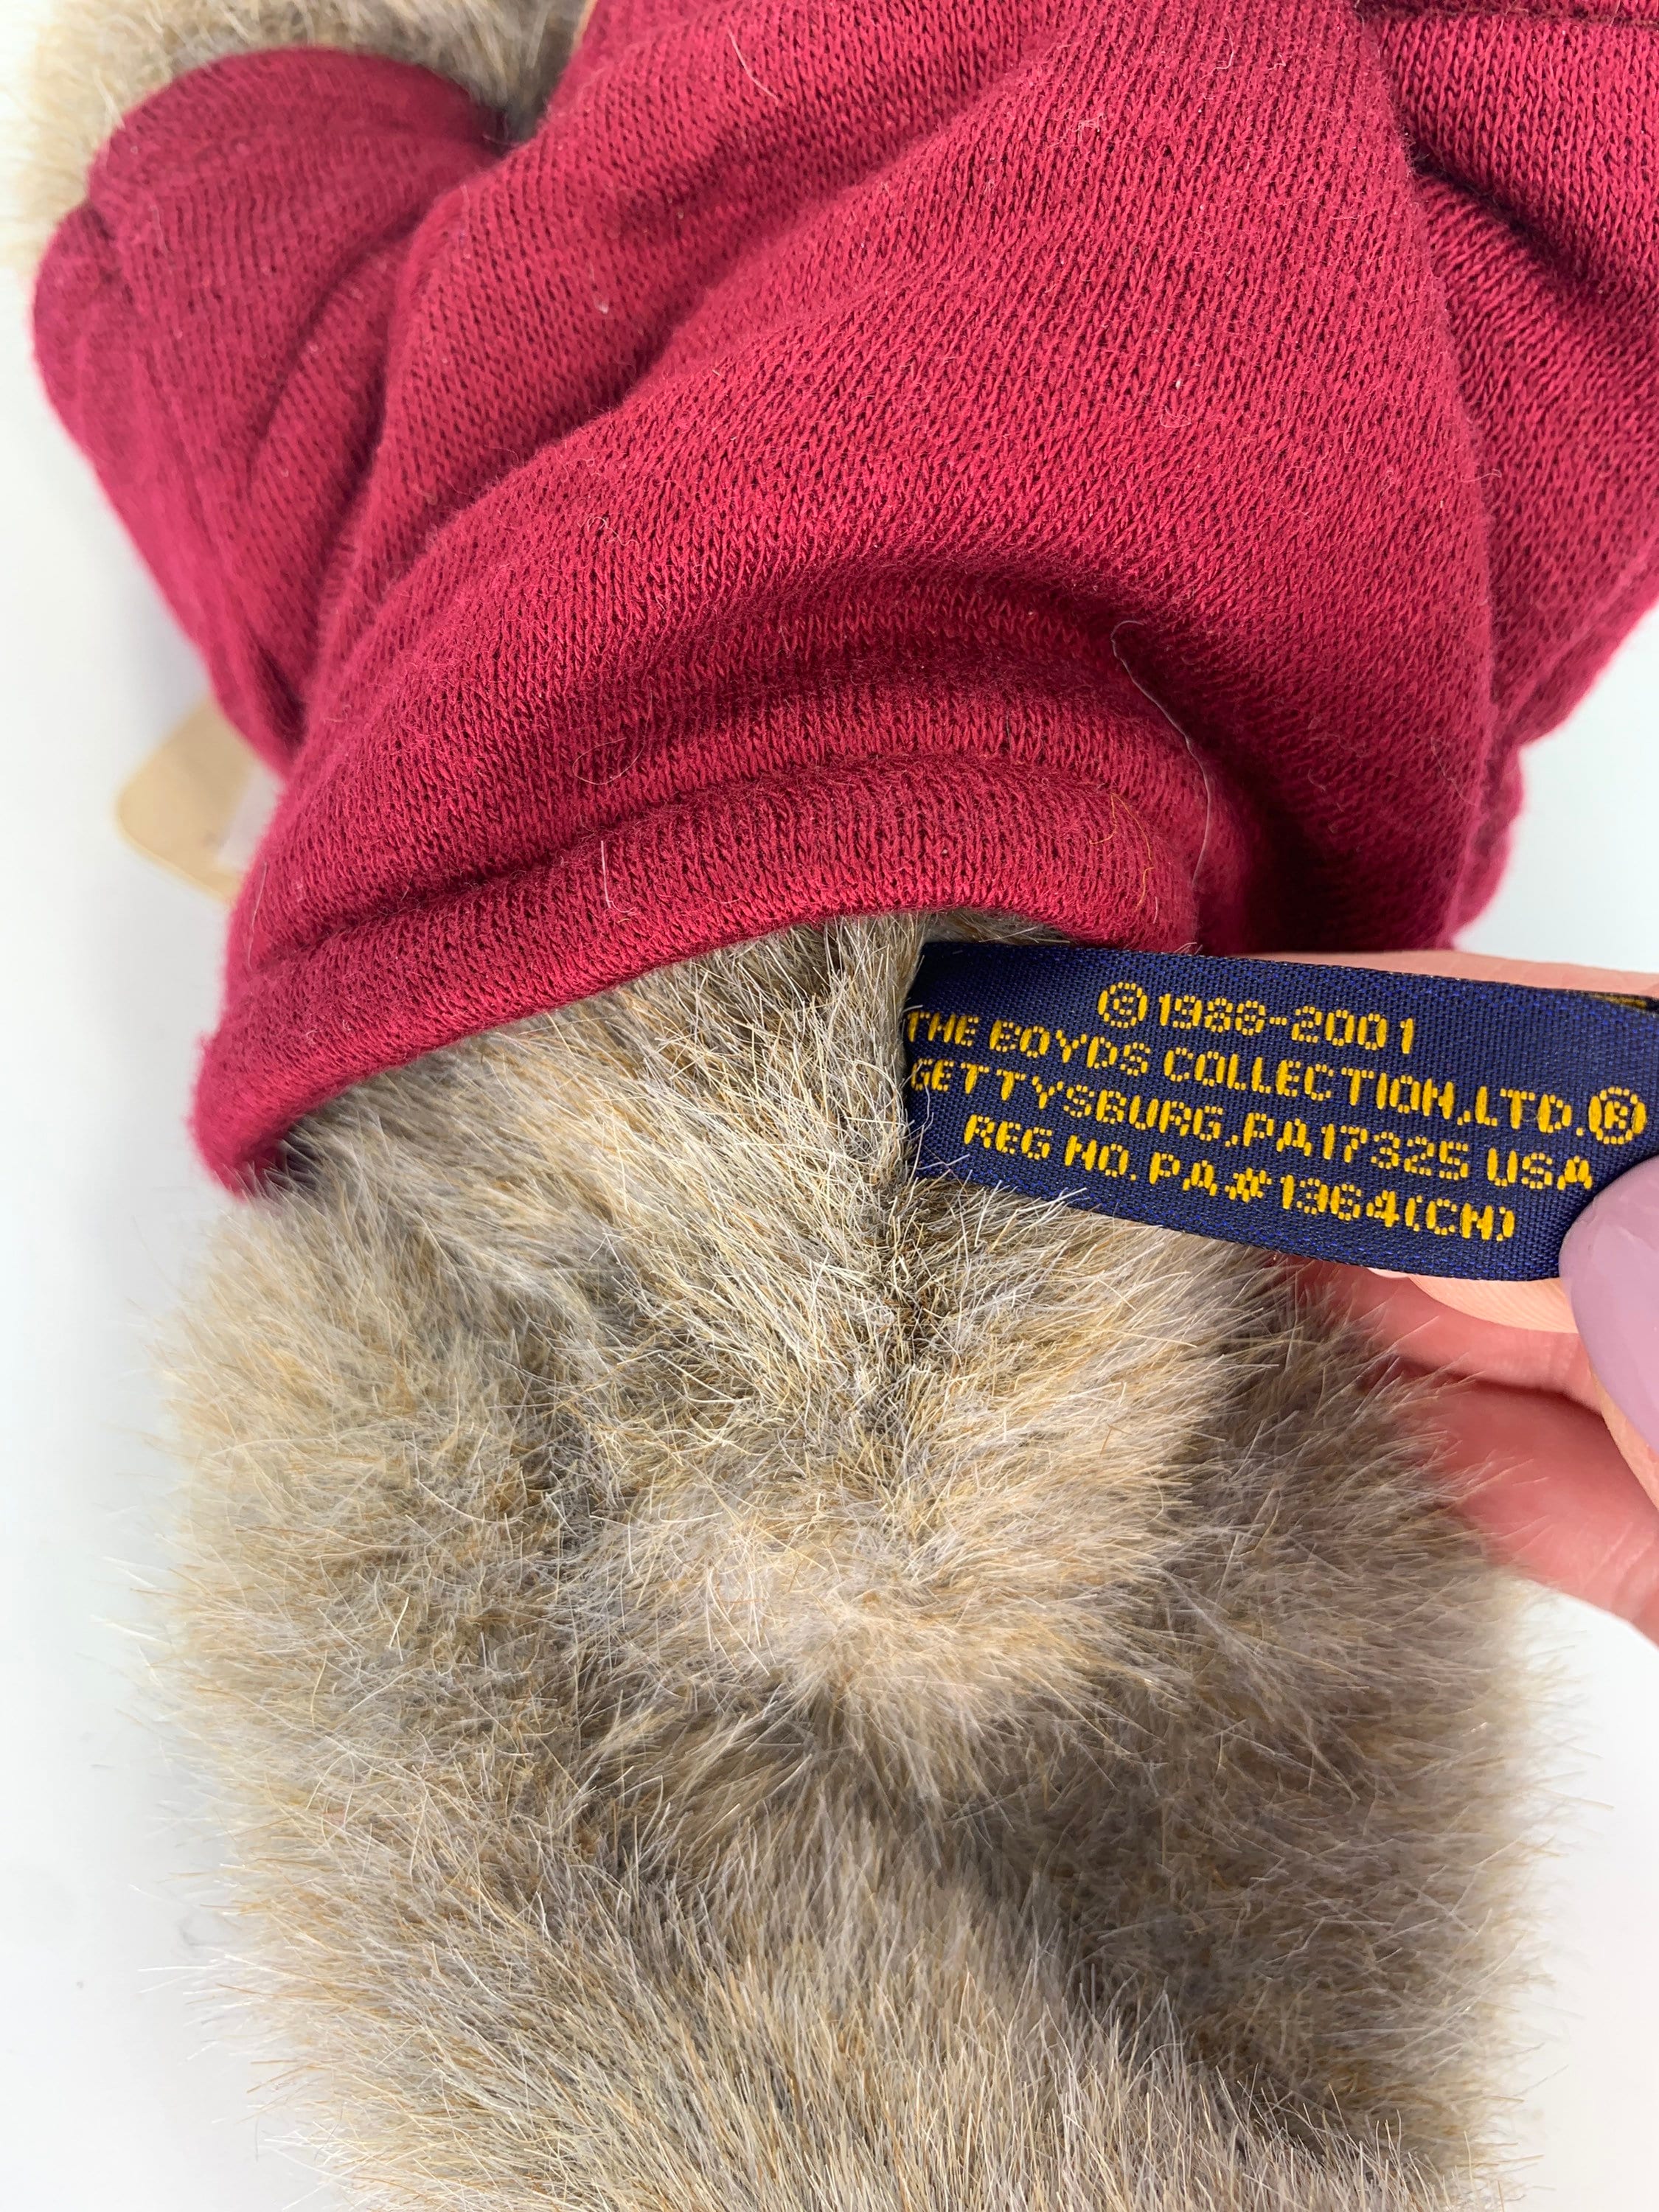 ©1988-2001
THE BOYDS COLLECTION,LTD.®
GETTYSBURG,PA17325 USA
REG NO.PA#1364(CN)